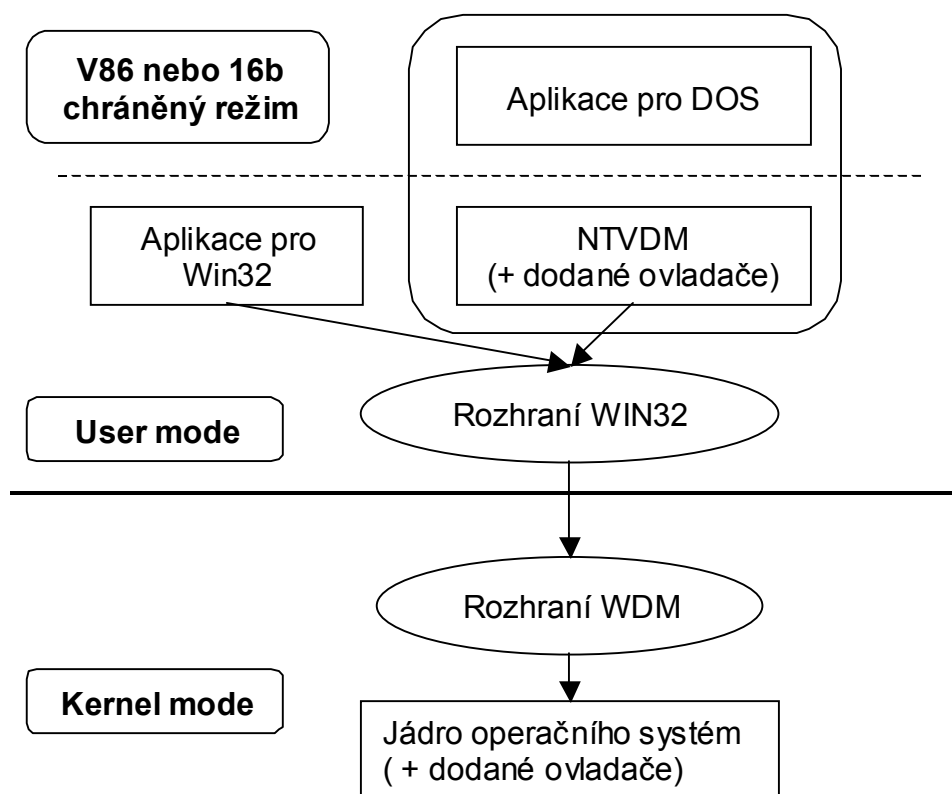 V86 nebo 16b
chráněný režim
Aplikace pro DOS
Aplikace pro
Win32
NTVDM
(+ dodané ovladače)
Rozhraní WIN32
User mode
Rozhraní WDM
Kernel mode
Jádro operačního systém
( + dodané ovladače)